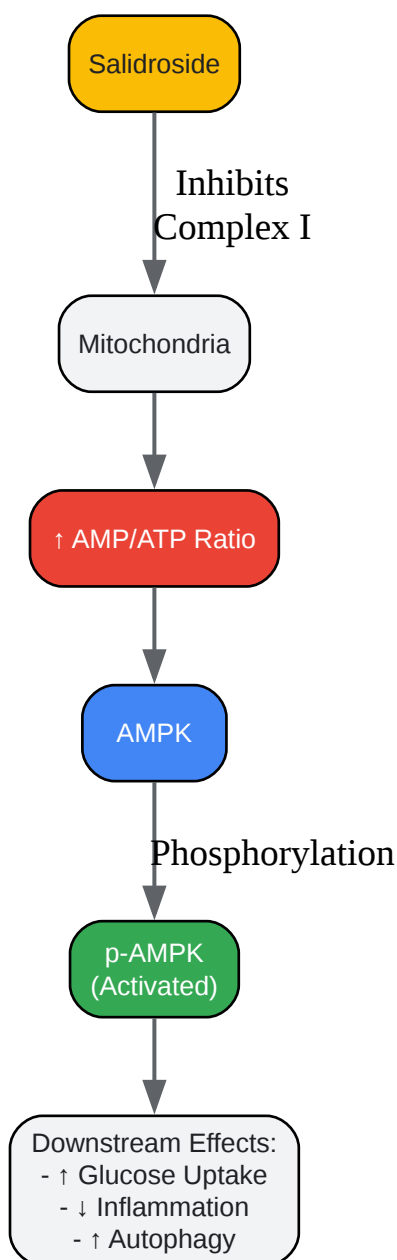 Salidroside
Inhibits
Complex I
Mitochondria
↑ AMP/ATP Ratio
AMPK
Phosphorylation
p-AMPK
(Activated)
Downstream Effects:
- ↑ Glucose Uptake
- ↓ Inflammation
- ↑ Autophagy